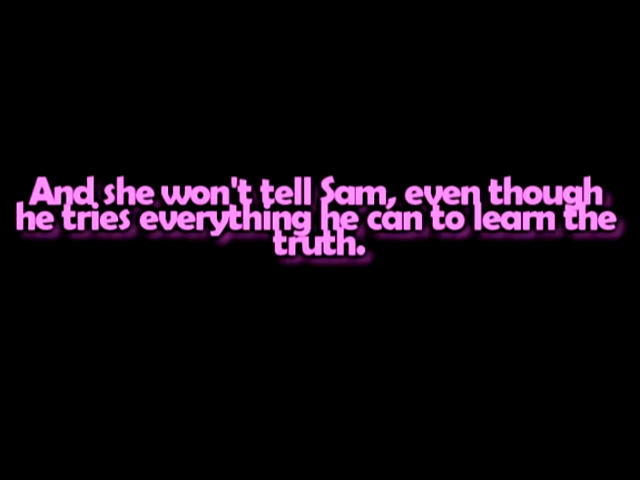 And she won't tell Sam, even though
he tries everything he can to learn the
truth.